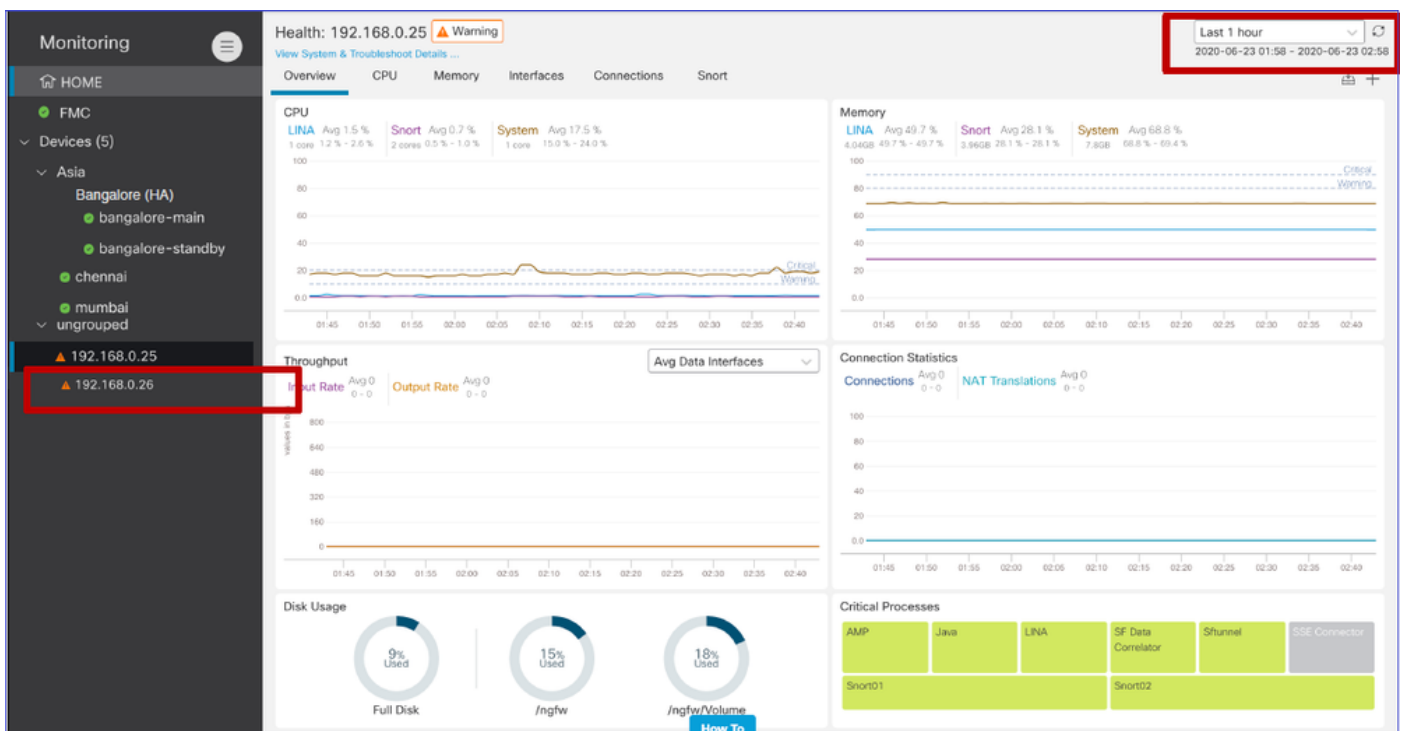 Monitoring
HOME
FMC
Devices (5)
Asia
Bangalore (HA)
bangalore-main
bangalore-standby
chennai
mumbai
ungrouped
192.168.0.25
192.168.0.26
Health: 192.168.0.25 Warning
View System & Troubleshoot Details ...
Last 1 hour
2020-06-23 01:58 - 2020-06-23 02:58
Overview CPU Memory Interfaces Connections Snort
CPU
LINA Avg 1.5 % Snort Avg 0.7 % System Avg 17.5 %
1 core 1.2 % - 2.6 % 2 cores 0.5 % - 1.0 % 1 core 15.0 % - 24.0 %
100
80
60
40
20
0.0
Critical
Warning
01:45 01:50 01:55 02:00 02:05 02:10 02:15 02:20 02:25 02:30 02:35 02:40
Memory
LINA Avg 49.7 % Snort Avg 28.1 % System Avg 68.8 %
4.04GB 49.7 % - 49.7 % 3.96GB 28.1 % - 28.1 % 7.8GB 68.8 % - 69.4 %
100
80
60
40
20
0.0
Critical
Warning
01:45 01:50 01:55 02:00 02:05 02:10 02:15 02:20 02:25 02:30 02:35 02:40
Throughput
Avg Data Interfaces
Input Rate Avg 0 Output Rate Avg 0
0 - 0 0 - 0
values in
800
640
480
320
160
0
01:45 01:50 01:55 02:00 02:05 02:10 02:15 02:20 02:25 02:30 02:35 02:40
Connection Statistics
Connections Avg 0 NAT Translations Avg 0
0 - 0 0 - 0
100
80
60
40
20
0.0
01:45 01:50 01:55 02:00 02:05 02:10 02:15 02:20 02:25 02:30 02:35 02:40
Disk Usage
9%
Used
Full Disk
15%
Used
/ngfw
18%
Used
/ngfw/Volume
How To
Critical Processes
AMP Java LINA SF Data Sftunnel SSE Connector
Correlator
Snort01 Snort02